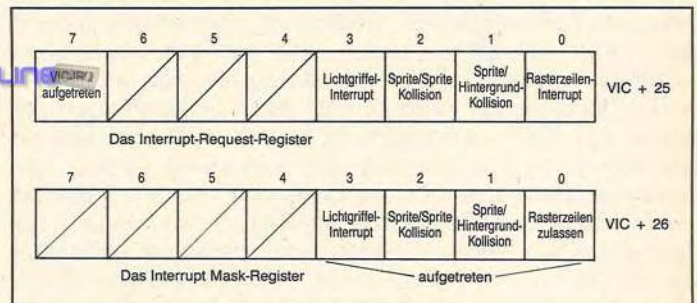 7 6 5 4 3 2 1 0
VIC-IRQ
aufgetreten
Lichtgriffel-
Interrupt
Sprite/Sprite
Kollision
Sprite/
Hintergrund-
Kollision
Rasterzeilen-
Interrupt
VIC + 25
Das Interrupt-Request-Register
7 6 5 4 3 2 1 0
Lichtgriffel-
Interrupt
Sprite/Sprite
Kollision
Sprite/
Hintergrund-
Kollision
Rasterzeilen
zulassen
VIC + 26
Das Interrupt Mask-Register
aufgetreten